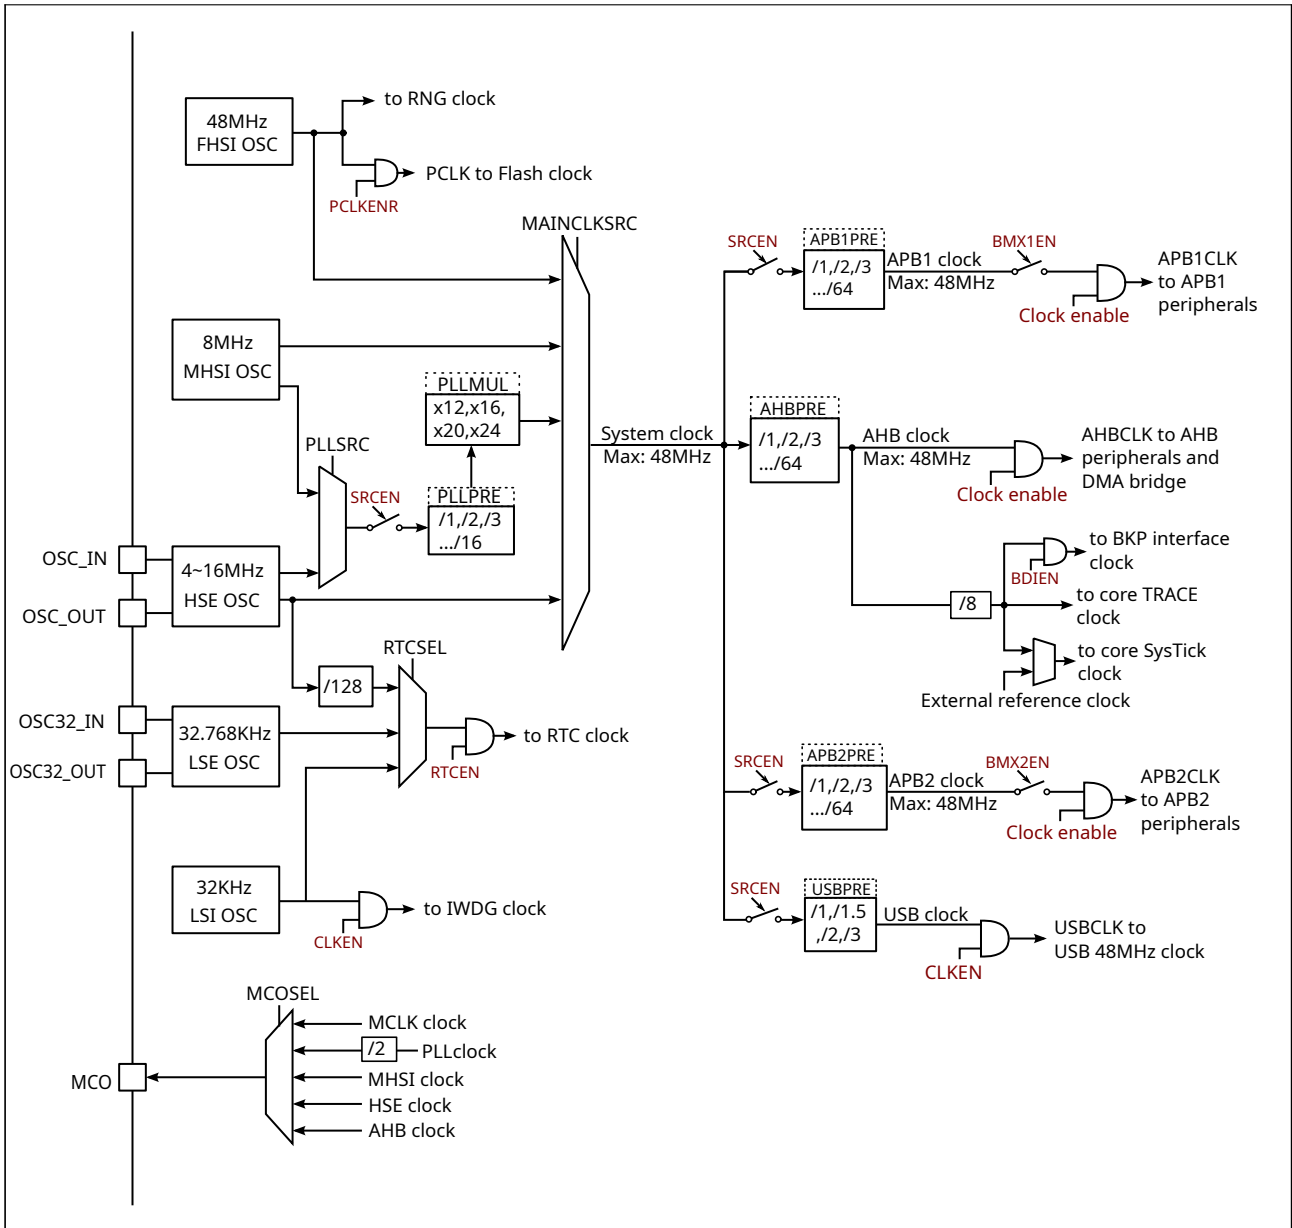 48MHz
FHSI OSC
to RNG clock
PCLK to Flash clock
PCLKENR
MAINCLKSRC
8MHz
MHSI OSC
PLLMUL
x12,x16,
x20,x24
PLLSRC
SRCEN
PLLPRE
/1,/2,/3
.../16
OSC_IN
OSC_OUT
4~16MHz
HSE OSC
RTCSEL
/128
OSC32_IN
OSC32_OUT
32.768KHz
LSE OSC
RTCEN
to RTC clock
32KHz
LSI OSC
CLKEN
to IWDG clock
MCOSEL
MCLK clock
/2
PLLclock
MHSI clock
HSE clock
AHB clock
MCO
System clock
Max: 48MHz
SRCEN
APB1PRE
/1,/2,/3
.../64
APB1 clock
Max: 48MHz
BMX1EN
Clock enable
APB1CLK
to APB1
peripherals
AHBPRE
/1,/2,/3
.../64
AHB clock
Max: 48MHz
Clock enable
AHBCLK to AHB
peripherals and
DMA bridge
/8
BDIEN
to BKP interface
clock
to core TRACE
clock
to core SysTick
clock
External reference clock
SRCEN
APB2PRE
/1,/2,/3
.../64
APB2 clock
Max: 48MHz
BMX2EN
Clock enable
APB2CLK
to APB2
peripherals
SRCEN
USBPRE
/1,/1.5
,/2,/3
USB clock
CLKEN
USBCLK to
USB 48MHz clock